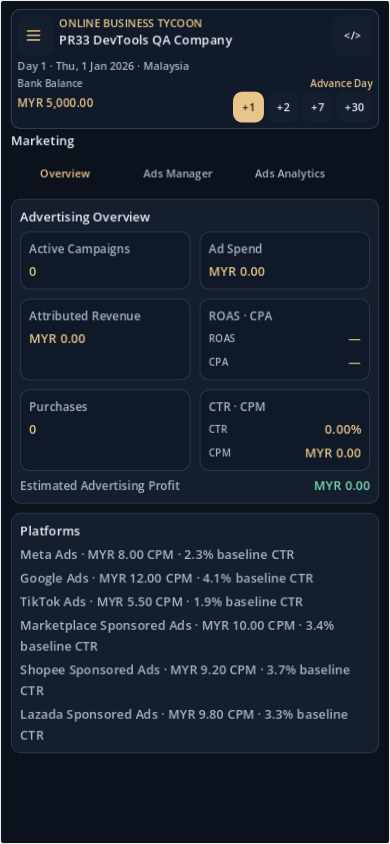 ONLINE BUSINESS TYCOON
PR33 DevTools QA Company
</>
Day 1 · Thu, 1 Jan 2026 · Malaysia
Bank Balance
Advance Day
MYR 5,000.00
+1
+2
+7
+30
Marketing
Overview
Ads Manager
Ads Analytics
Advertising Overview
Active Campaigns
0
Ad Spend
MYR 0.00
Attributed Revenue
MYR 0.00
ROAS · CPA
ROAS —
CPA —
Purchases
0
CTR · CPM
CTR 0.00%
CPM MYR 0.00
Estimated Advertising Profit MYR 0.00
Platforms
Meta Ads · MYR 8.00 CPM · 2.3% baseline CTR
Google Ads · MYR 12.00 CPM · 4.1% baseline CTR
TikTok Ads · MYR 5.50 CPM · 1.9% baseline CTR
Marketplace Sponsored Ads · MYR 10.00 CPM · 3.4%
baseline CTR
Shopee Sponsored Ads · MYR 9.20 CPM · 3.7% baseline
CTR
Lazada Sponsored Ads · MYR 9.80 CPM · 3.3% baseline
CTR